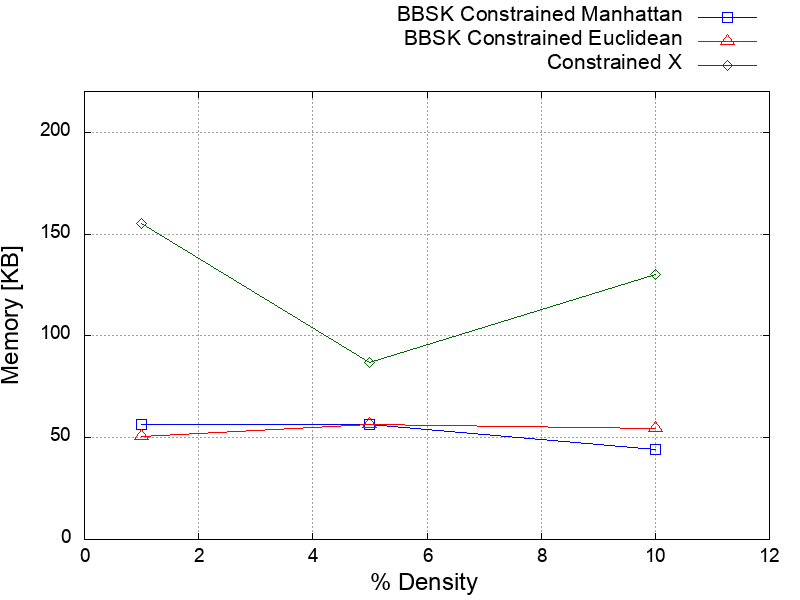 BBSK Constrained Manhattan
BBSK Constrained Euclidean
Constrained X
200
150
100
50
0
0 2 4 6 8 10 12
Memory [KB]
% Density